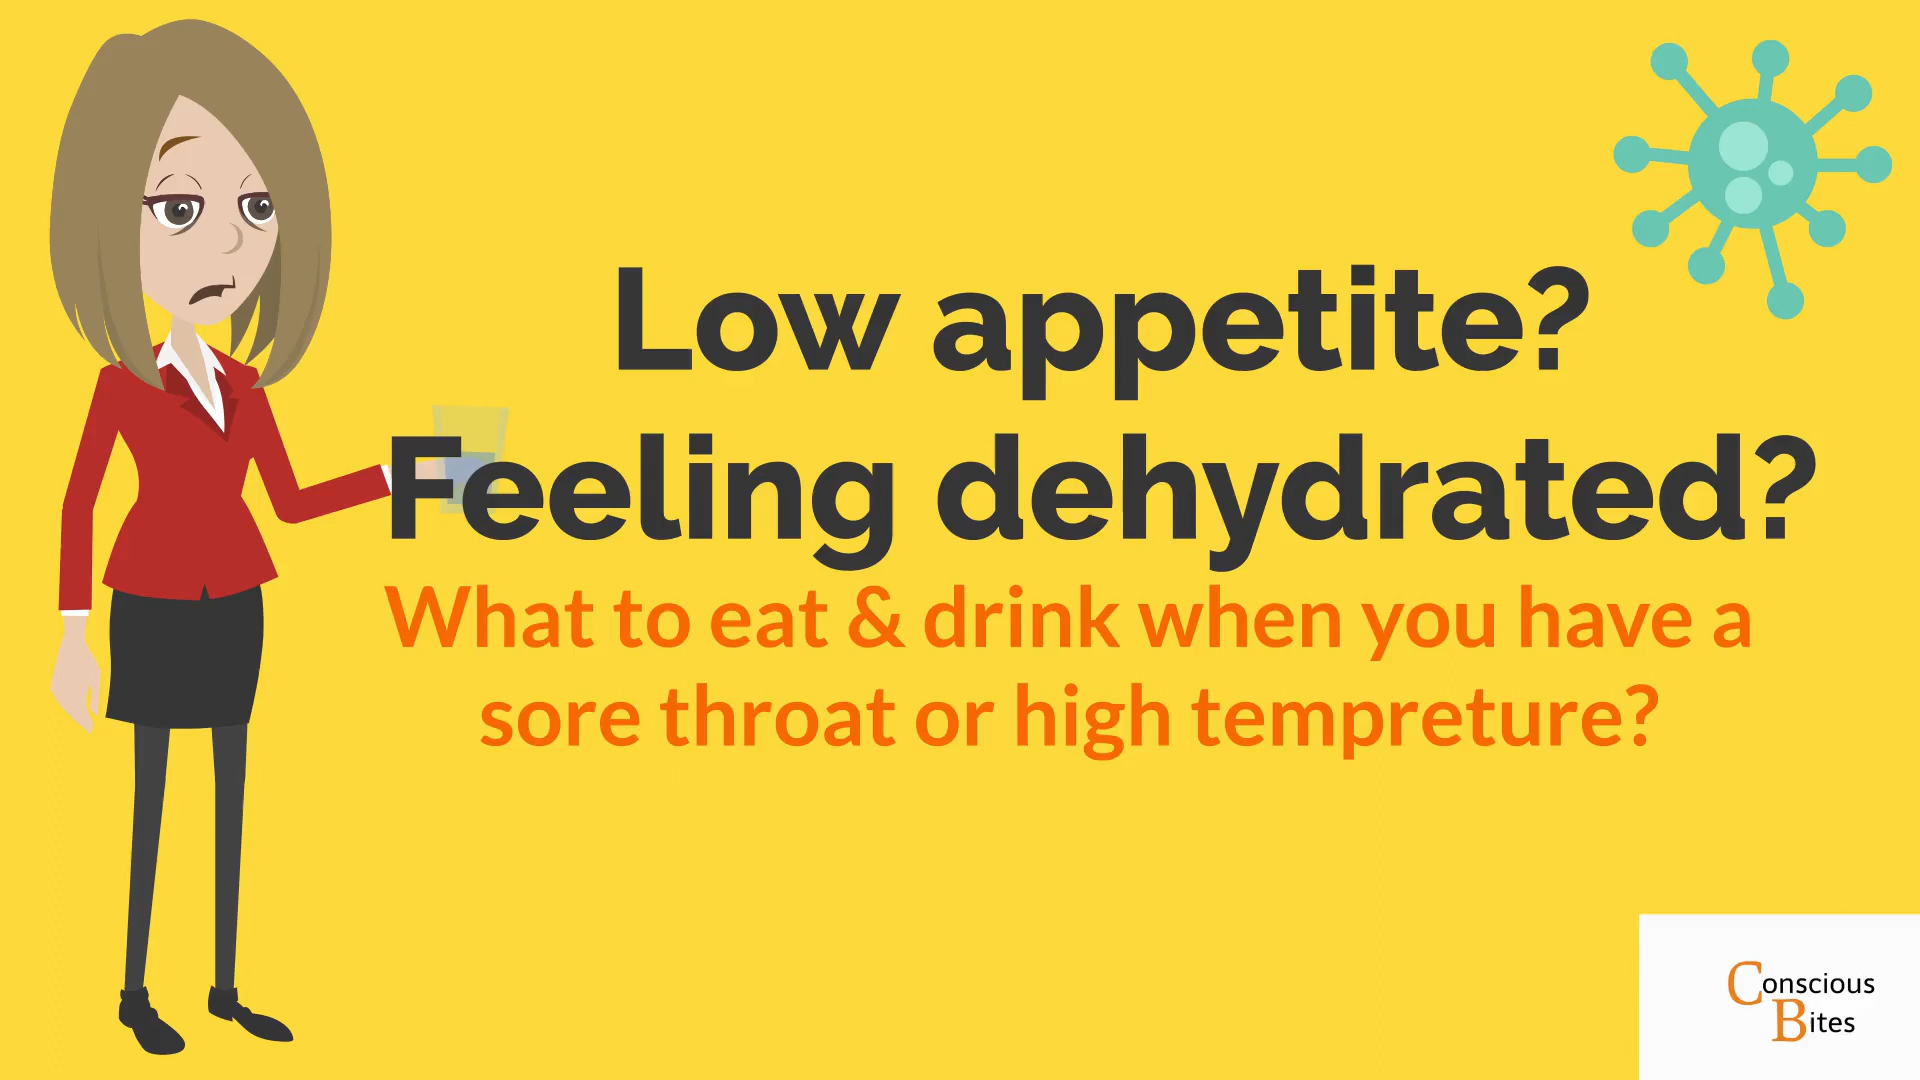 Low appetite?
Feeling dehydrated?
What to eat & drink when you have a
sore throat or high tempreture?
Conscious
Bites